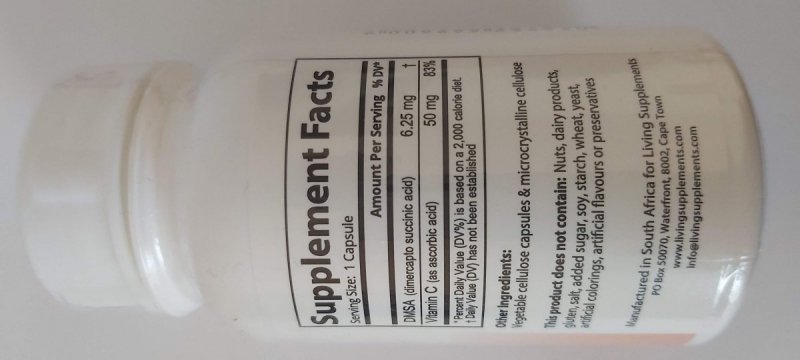 Supplement Facts
Serving Size: 1 Capsule
Amount Per Serving % DV*
DMSA (dimercapto succinic acid) 6.25 mg †
Vitamin C (as ascorbic acid) 50 mg 83%
*Percent Daily Value (DV%) is based on a 2,000 calorie diet.
† Daily Value (DV) has not been established
Other Ingredients:
Vegetable cellulose capsules & microcrystalline cellulose
This product does not contain: Nuts, dairy products,
gluten, salt, added sugar, soy, starch, wheat, yeast,
artificial colorings, artificial flavours or preservatives
Manufactured in South Africa for Living Supplements
PO Box 50070, Waterfront, 8002, Cape Town
www.livingsupplements.com
info@livingsupplements.com